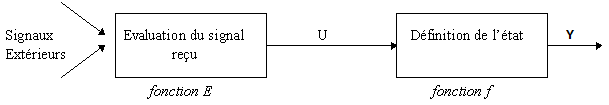 Signaux
Extérieurs
Evaluation du signal
reçu
fonction E
U
Définition de l'état
fonction f
Y